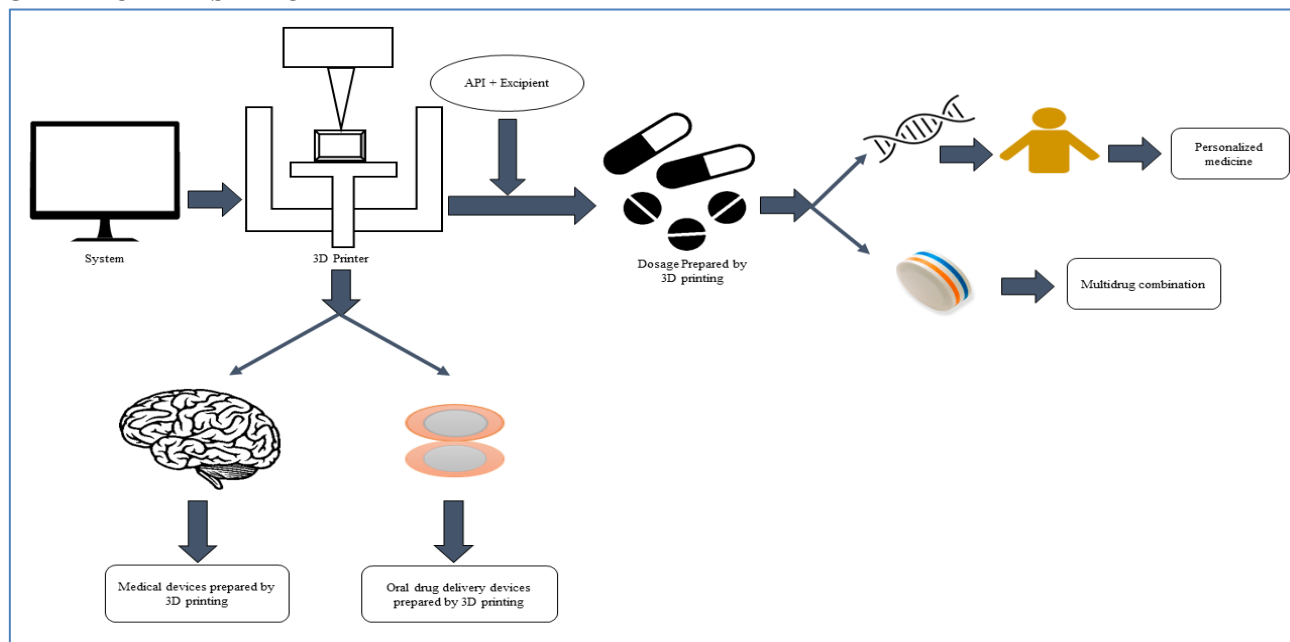 API + Excipient
Personalized
medicine
System
3D Printer
Dosage Prepared by
3D printing
Multidrug combination
Medical devices prepared by
3D printing
Oral drug delivery devices
prepared by 3D printing